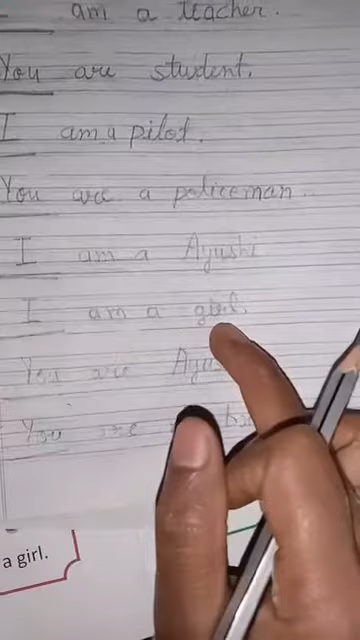 am a teacher.
You are student.
I am a pilot.
You are a policeman.
I am a Ayushi
I am a girl.
You are
You are
a girl.